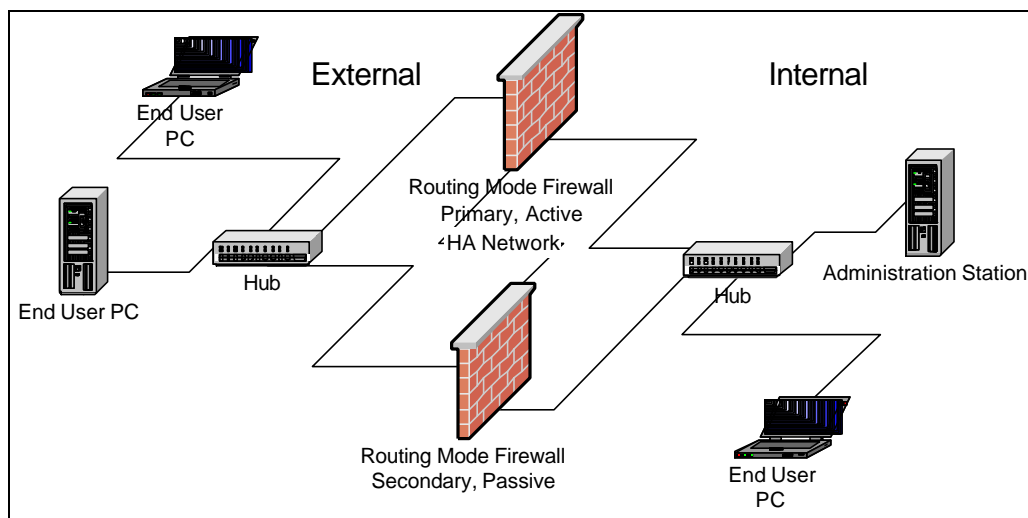 External
Internal
End User
PC
Routing Mode Firewall
Primary, Active
HA Network
End User PC
Hub
Hub
Administration Station
Routing Mode Firewall
Secondary, Passive
End User
PC